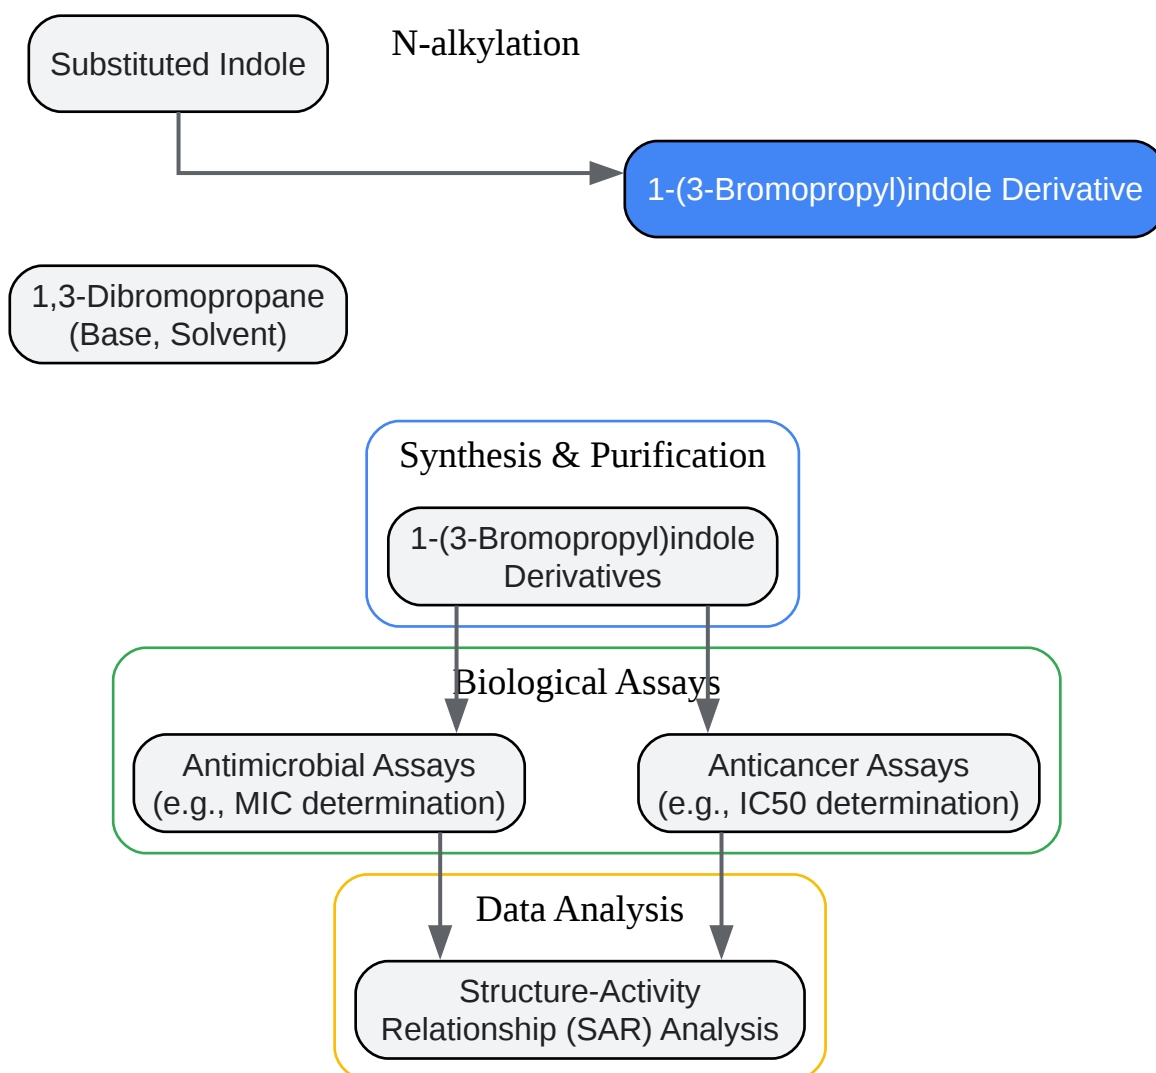 Substituted Indole
N-alkylation
1-(3-Bromopropyl)indole Derivative
1,3-Dibromopropane
(Base, Solvent)
Synthesis & Purification
1-(3-Bromopropyl)indole
Derivatives
Biological Assays
Antimicrobial Assays
(e.g., MIC determination)
Anticancer Assays
(e.g., IC50 determination)
Data Analysis
Structure-Activity
Relationship (SAR) Analysis